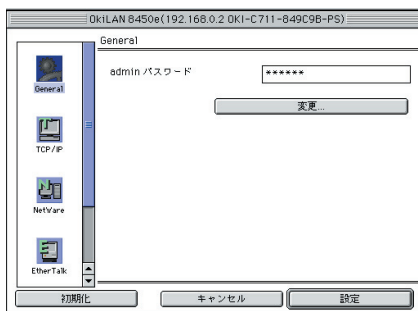 OkiLAN 8450e(192.168.0.2 OKI-C711-849C9B-PS)
General
General
admin パスワード
******
変更...
TCP/IP
NetWare
EtherTalk
初期化
キャンセル
設定